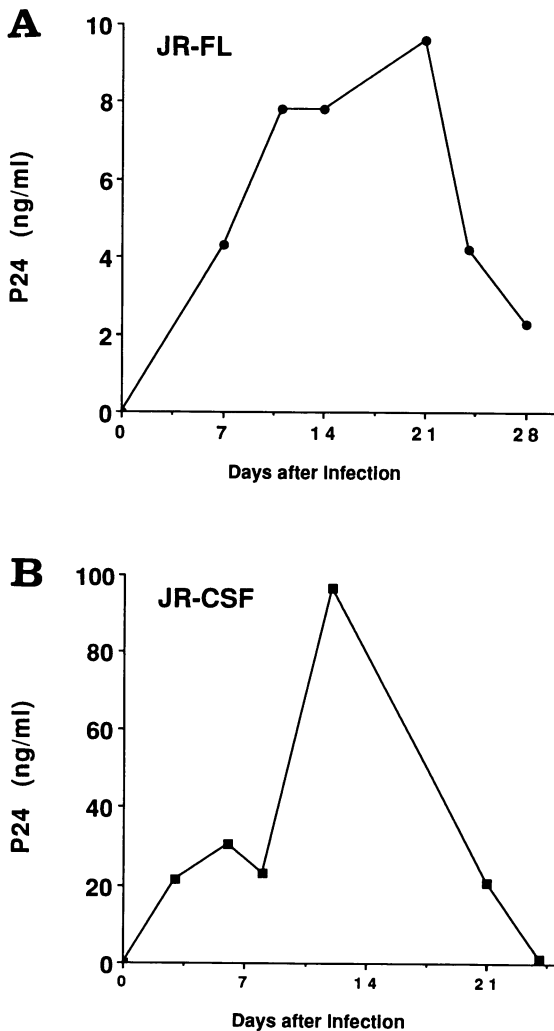 A
JR-FL
10
8
6
4
2
0
P24 (ng/ml)
0 7 14 21 28
Days after Infection
B
JR-CSF
100
80
60
40
20
0
P24 (ng/ml)
0 7 14 21
Days after Infection